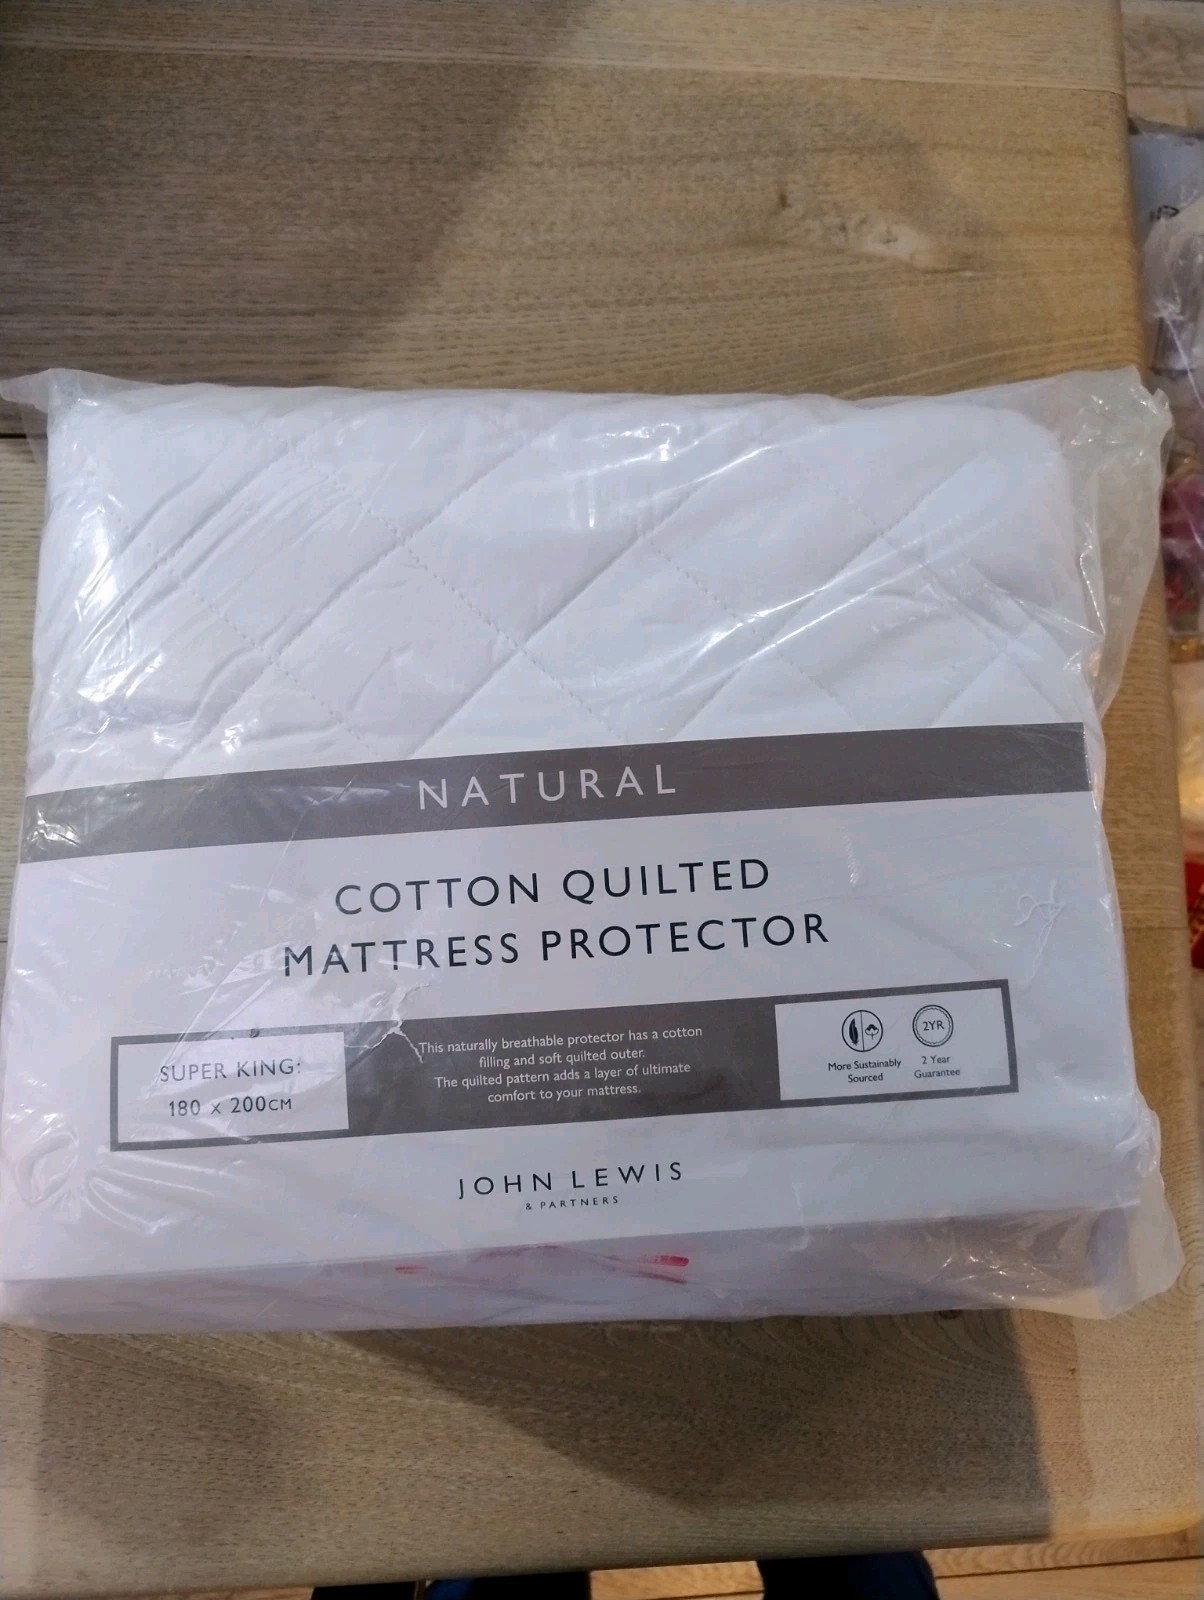 NATURAL
COTTON QUILTED
MATTRESS PROTECTOR
SUPER KING:
180 x 200CM
This naturally breathable protector has a cotton
filling and soft quilted outer.
The quilted pattern adds a layer of ultimate
comfort to your mattress.
More Sustainably
Sourced
2YR
2 Year
Guarantee
JOHN LEWIS
& PARTNERS